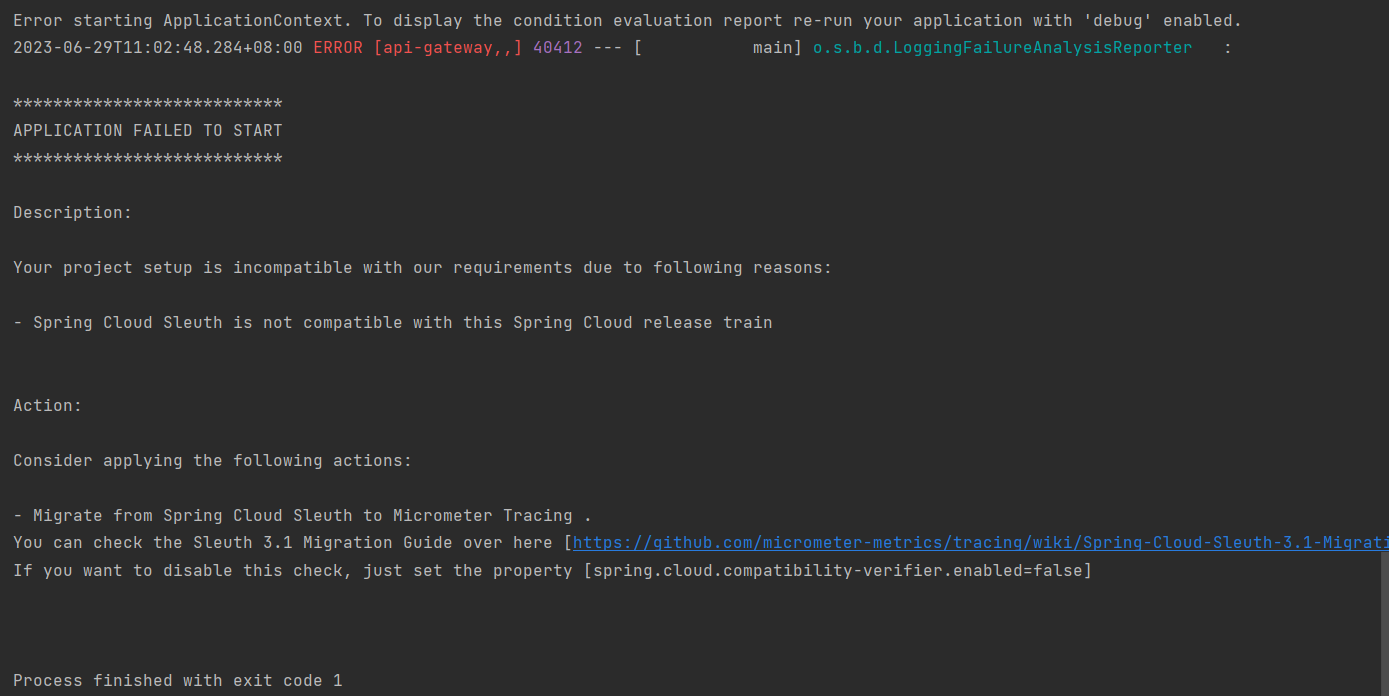 Error starting ApplicationContext. To display the condition evaluation report re-run your application with 'debug' enabled.
2023-06-29T11:02:48.284+08:00 ERROR [api-gateway,,] 40412 --- [           main] o.s.b.d.LoggingFailureAnalysisReporter   :
***************************
APPLICATION FAILED TO START
***************************
Description:
Your project setup is incompatible with our requirements due to following reasons:
- Spring Cloud Sleuth is not compatible with this Spring Cloud release train
Action:
Consider applying the following actions:
- Migrate from Spring Cloud Sleuth to Micrometer Tracing .
You can check the Sleuth 3.1 Migration Guide over here [https://github.com/micrometer-metrics/tracing/wiki/Spring-Cloud-Sleuth-3.1-Migrati
If you want to disable this check, just set the property [spring.cloud.compatibility-verifier.enabled=false]
Process finished with exit code 1